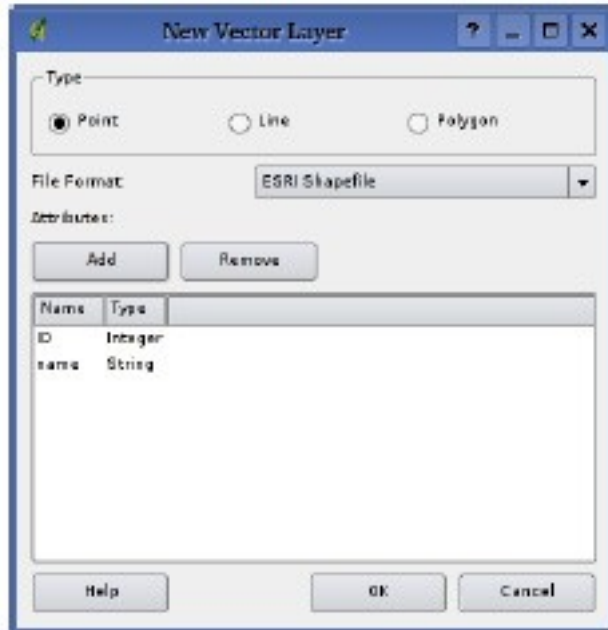 New Vector Layer ?
Type
Point Line Polygon
File Format: ESRI Shapefile
Attributes:
Add Remove
Name Type
ID Integer
name String
Help OK Cancel